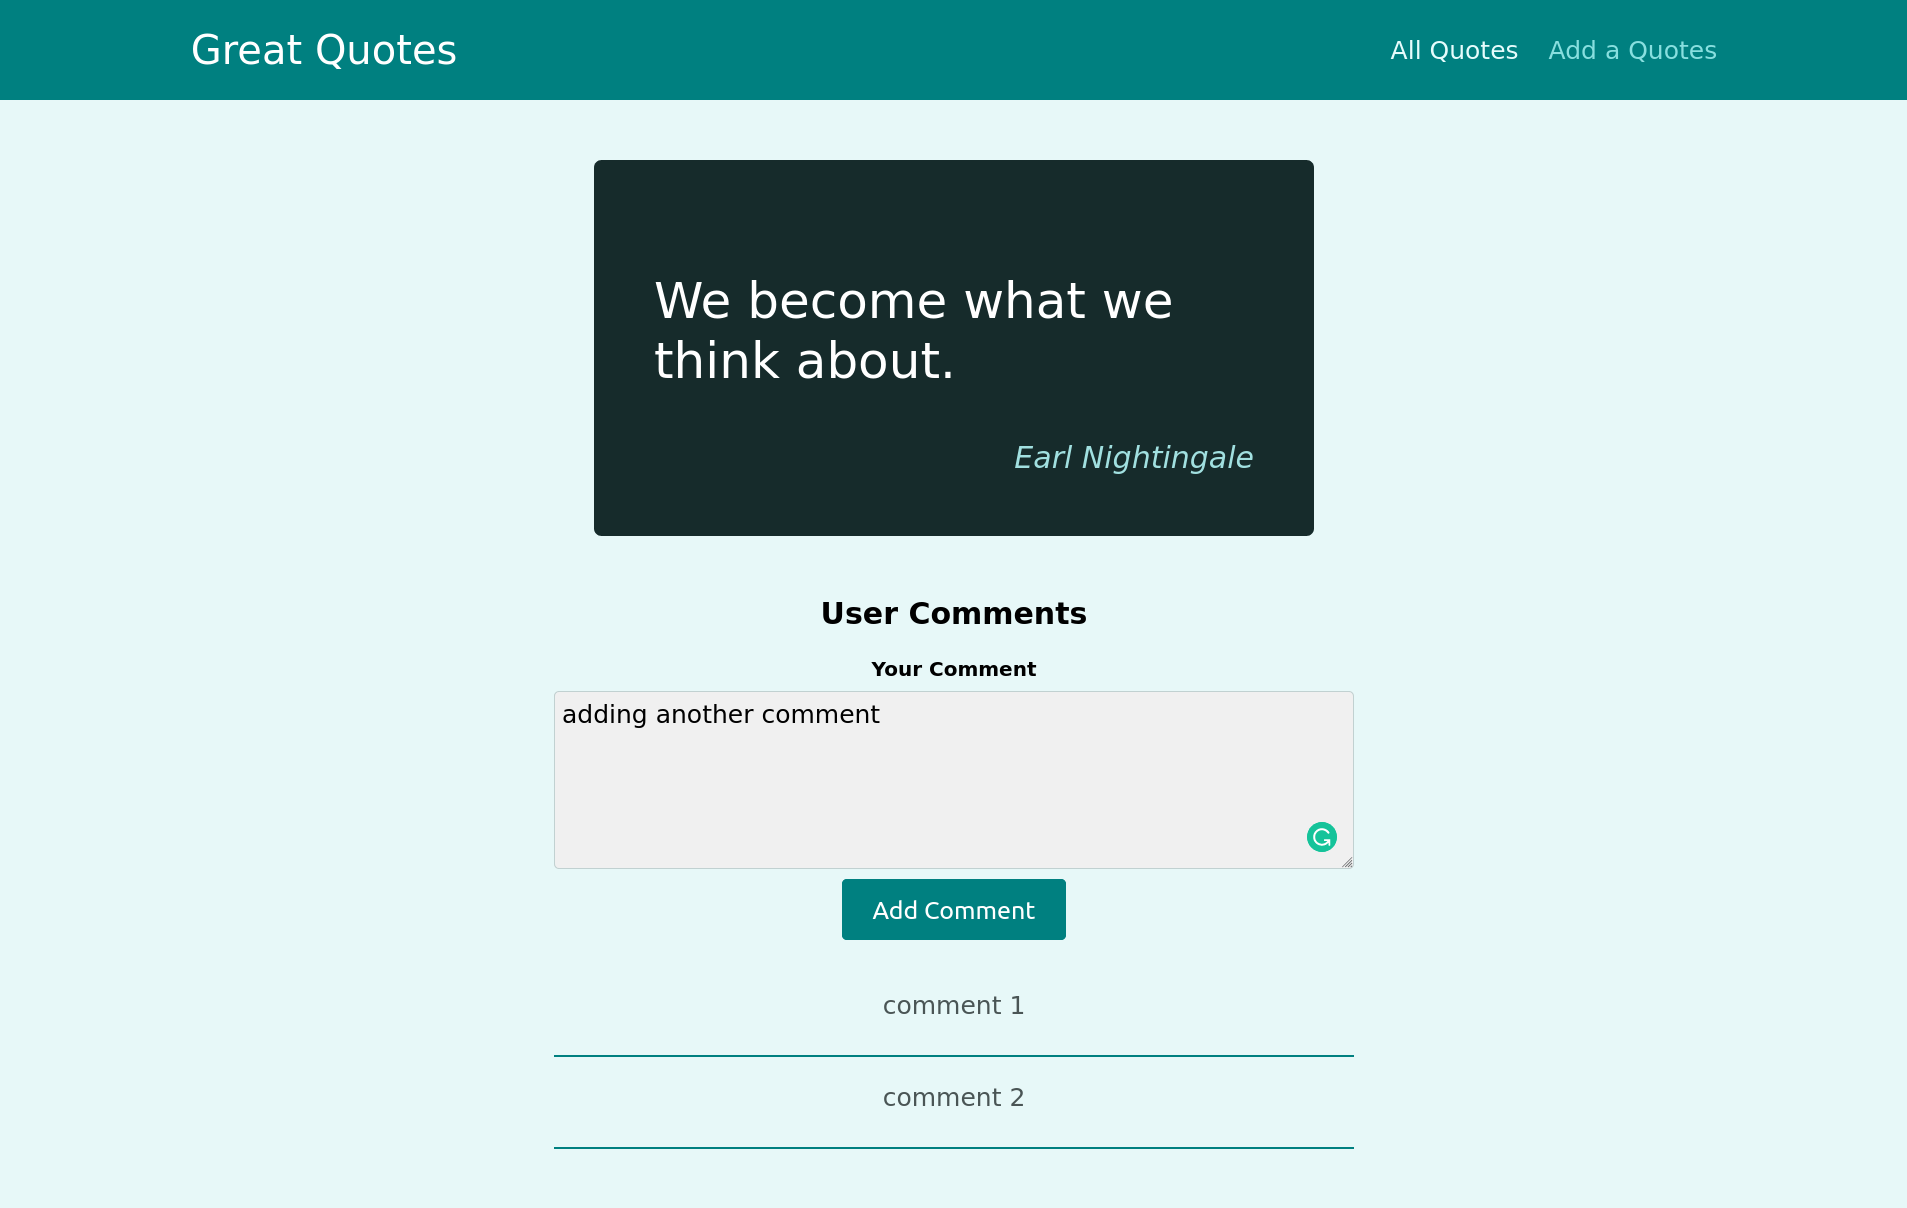 Great Quotes
All Quotes Add a Quotes
We become what we
think about.
Earl Nightingale
User Comments
Your Comment
adding another comment
Add Comment
comment 1
comment 2